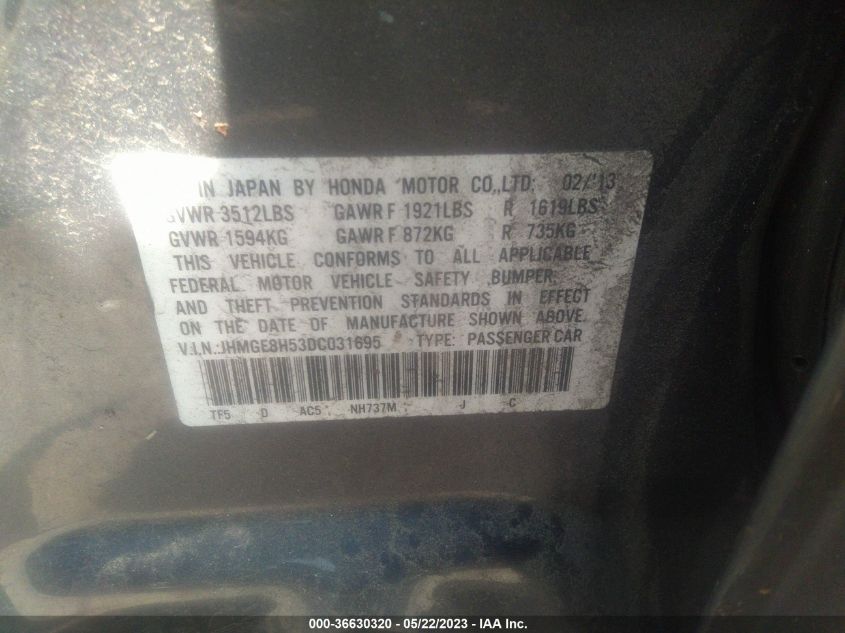 IN JAPAN BY HONDA MOTOR CO.,LTD. 02/'13
GVWR 3512LBS GAWR F 1921LBS R 1619LBS
GVWR 1594KG GAWR F 872KG R 735KG
THIS VEHICLE CONFORMS TO ALL APPLICABLE
FEDERAL MOTOR VEHICLE SAFETY, BUMPER,
AND THEFT PREVENTION STANDARDS IN EFFECT
ON THE DATE OF MANUFACTURE SHOWN ABOVE.
V.I.N.:JHMGE8H53DC031695 TYPE: PASSENGER CAR
TF5 D AC5 NH737M J C
000-36630320 — 05/22/2023 — IAA Inc.